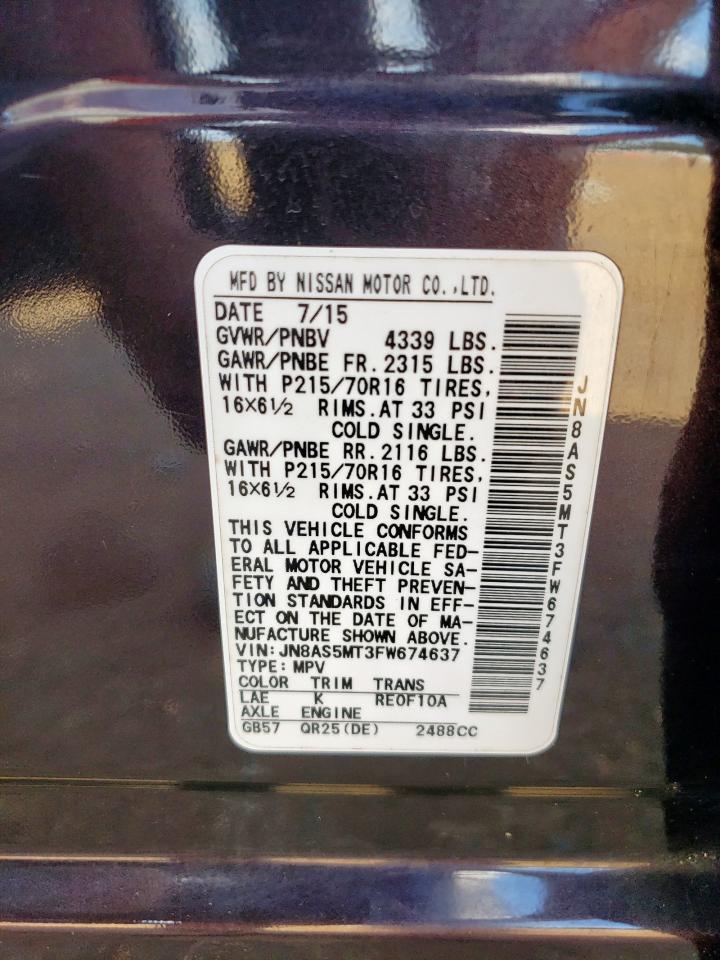 MFD BY NISSAN MOTOR CO.,LTD.
DATE 7/15
GVWR/PNBV 4339 LBS.
GAWR/PNBE FR.2315 LBS.
WITH P215/70R16 TIRES,
16X6½ RIMS.AT 33 PSI
COLD SINGLE.
GAWR/PNBE RR.2116 LBS.
WITH P215/70R16 TIRES,
16X6½ RIMS.AT 33 PSI
COLD SINGLE.
THIS VEHICLE CONFORMS
TO ALL APPLICABLE FED-
ERAL MOTOR VEHICLE SA-
FETY AND THEFT PREVEN-
TION STANDARDS IN EFF-
ECT ON THE DATE OF MA-
NUFACTURE SHOWN ABOVE.
VIN:JN8AS5MT3FW674637
TYPE:MPV
COLOR TRIM TRANS
LAE K RE0F10A
AXLE ENGINE
GB57 QR25(DE) 2488CC
JN8AS5MT3FW674637